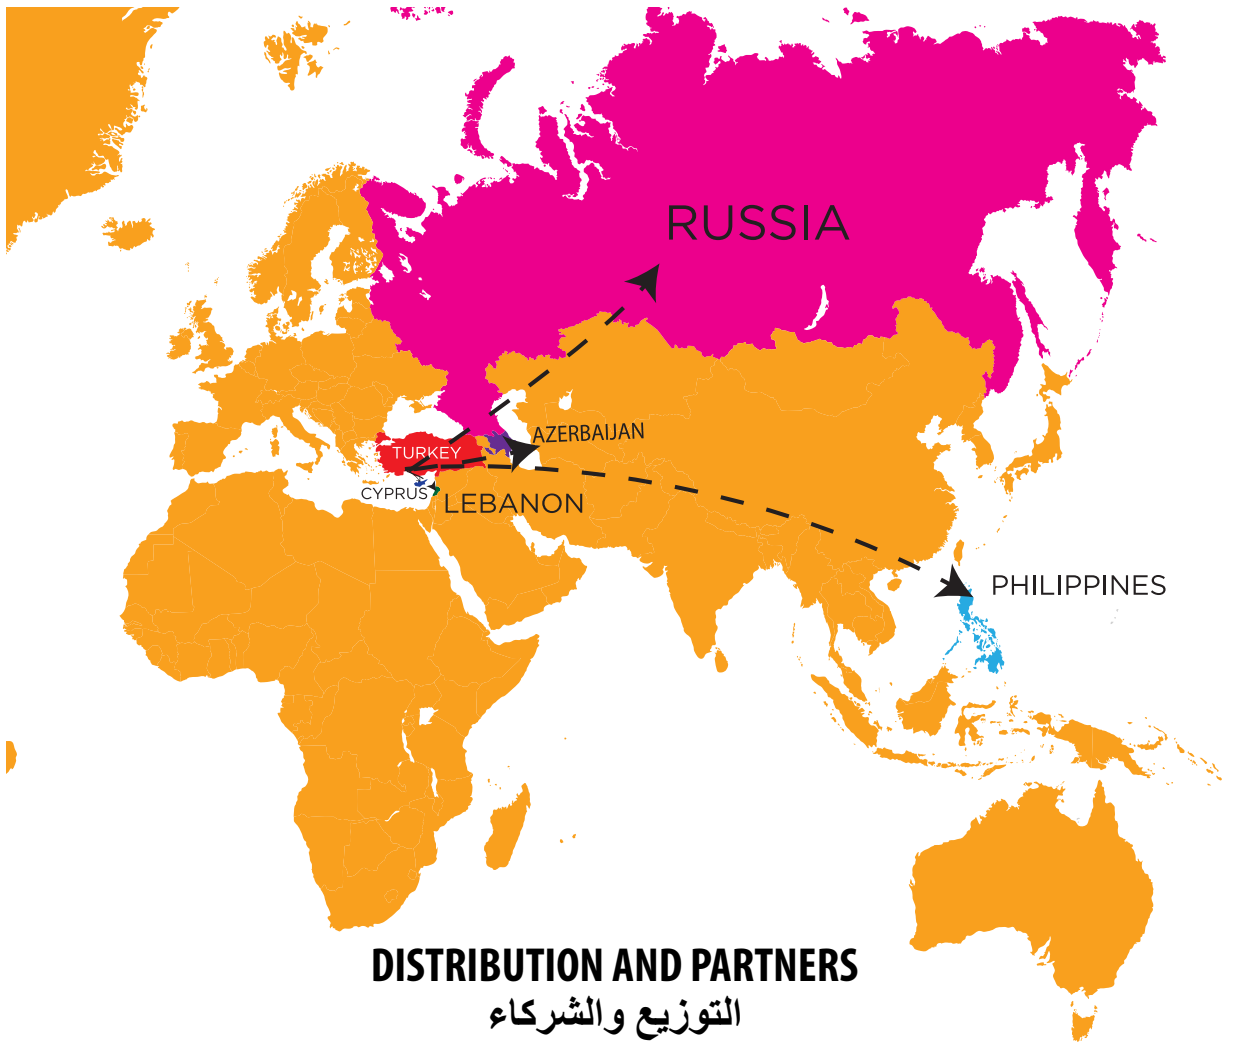 RUSSIA
AZERBAIJAN
TURKEY
CYPRUS
LEBANON
PHILIPPINES
DISTRIBUTION AND PARTNERS
التوزيع والشركاء